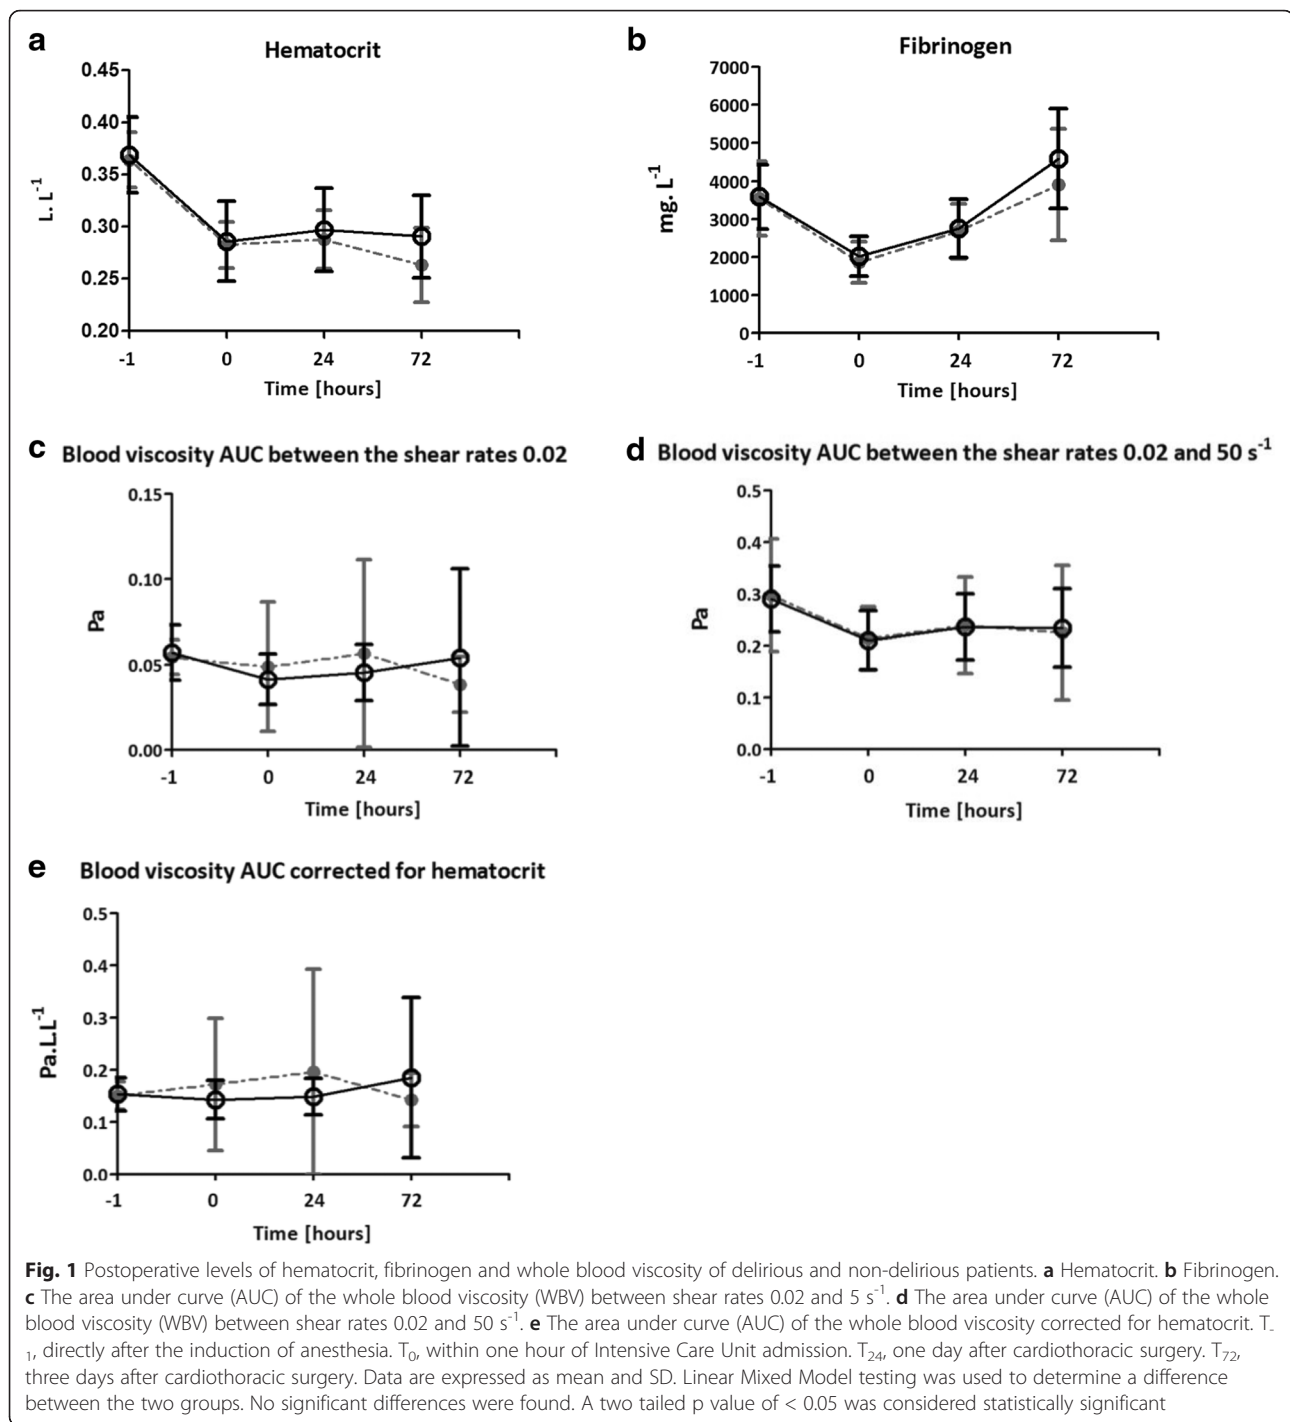 a
Hematocrit
0.45
0.40
0.35
0.30
0.25
0.20
L. L-1
-1 0 24 72
Time [hours]
b
Fibrinogen
7000
6000
5000
4000
3000
2000
1000
0
mg. L-1
-1 0 24 72
Time [hours]
c Blood viscosity AUC between the shear rates 0.02
0.15
0.10
0.05
0.00
Pa
-1 0 24 72
Time [hours]
d Blood viscosity AUC between the shear rates 0.02 and 50 s-1
0.5
0.4
0.3
0.2
0.1
0.0
Pa
-1 0 24 72
Time [hours]
e Blood viscosity AUC corrected for hematocrit
0.5
0.4
0.3
0.2
0.1
0.0
Pa.L.L-1
-1 0 24 72
Time [hours]
Fig. 1 Postoperative levels of hematocrit, fibrinogen and whole blood viscosity of delirious and non-delirious patients. a Hematocrit. b Fibrinogen.
c The area under curve (AUC) of the whole blood viscosity (WBV) between shear rates 0.02 and 5 s-1. d The area under curve (AUC) of the whole
blood viscosity (WBV) between shear rates 0.02 and 50 s-1. e The area under curve (AUC) of the whole blood viscosity corrected for hematocrit. T-
1, directly after the induction of anesthesia. T0, within one hour of Intensive Care Unit admission. T24, one day after cardiothoracic surgery. T72,
three days after cardiothoracic surgery. Data are expressed as mean and SD. Linear Mixed Model testing was used to determine a difference
between the two groups. No significant differences were found. A two tailed p value of < 0.05 was considered statistically significant